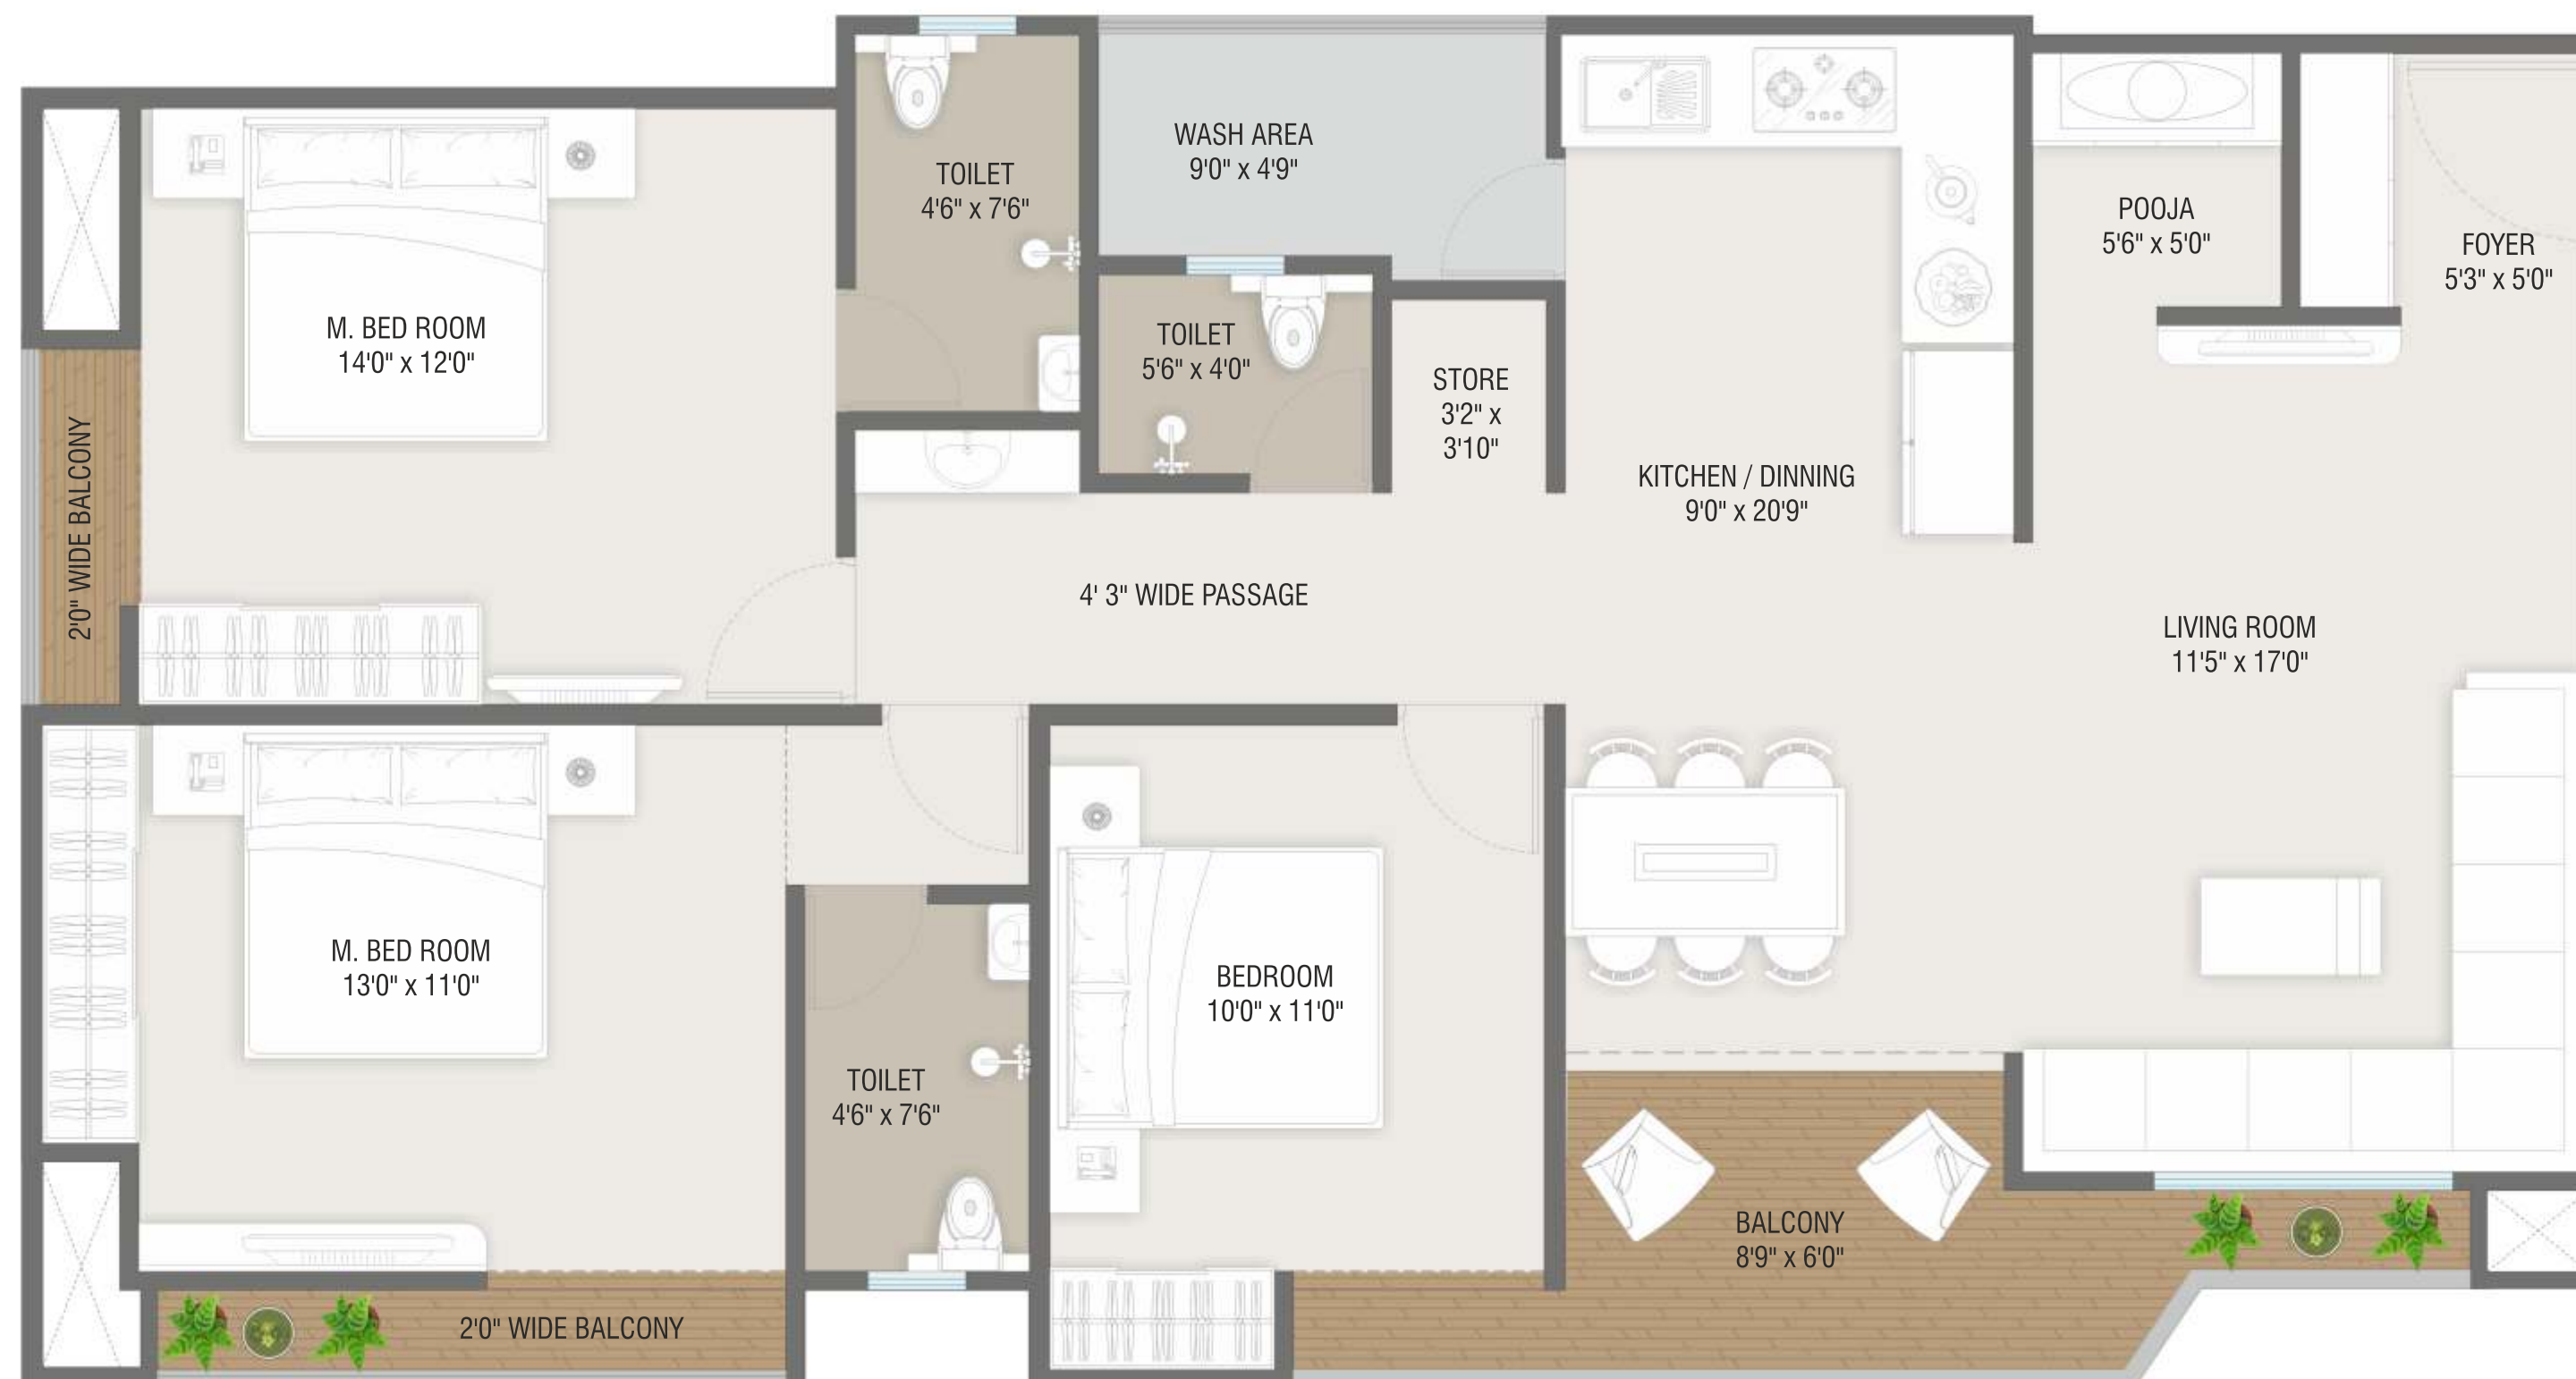 TOILET
4'6" x 7'6"
WASH AREA
9'0" x 4'9"
POOJA
5'6" x 5'0"
FOYER
5'3" x 5'0"
M. BED ROOM
14'0" x 12'0"
TOILET
5'6" x 4'0"
STORE
3'2" x
3'10"
2'0" WIDE BALCONY
KITCHEN / DINNING
9'0" x 20'9"
4' 3" WIDE PASSAGE
LIVING ROOM
11'5" x 17'0"
M. BED ROOM
13'0" x 11'0"
BEDROOM
10'0" x 11'0"
TOILET
4'6" x 7'6"
BALCONY
8'9" x 6'0"
2'0" WIDE BALCONY